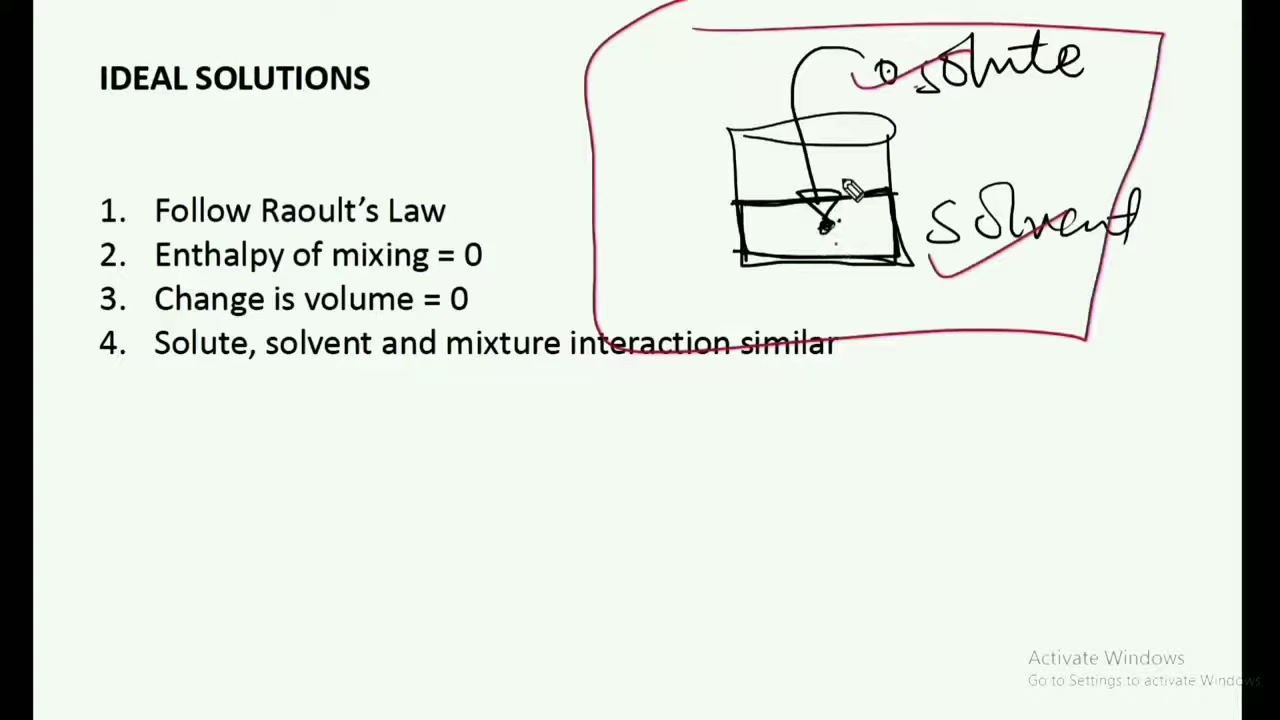 IDEAL SOLUTIONS
solute
1. Follow Raoult's Law
solvent
2. Enthalpy of mixing = 0
3. Change is volume = 0
4. Solute, solvent and mixture interaction similar
Activate Windows
Go to Settings to activate Windows.